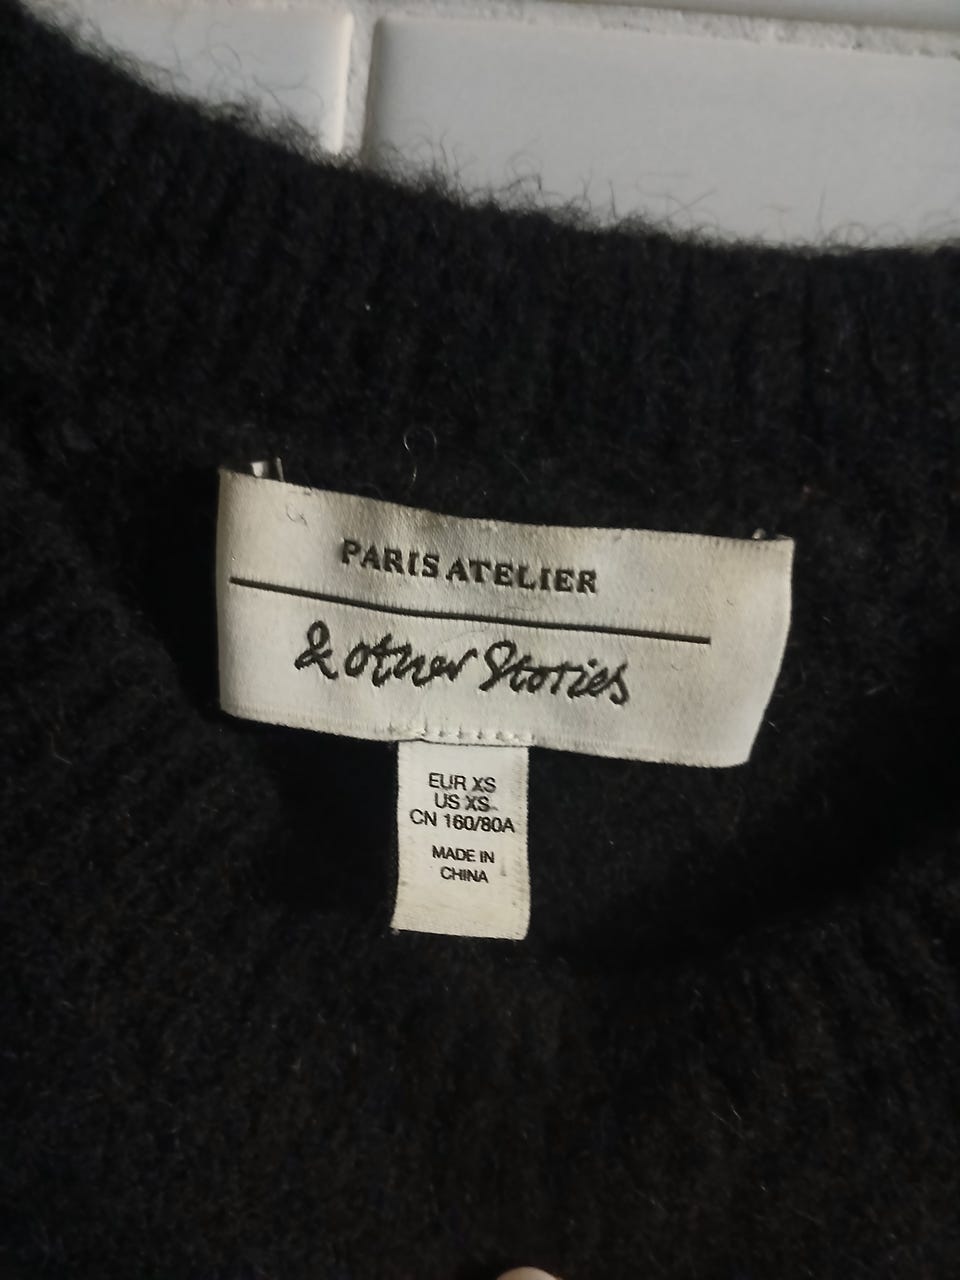 PARIS ATELIER
& other Stories
EUR XS
US XS
CN 160/80A
MADE IN
CHINA